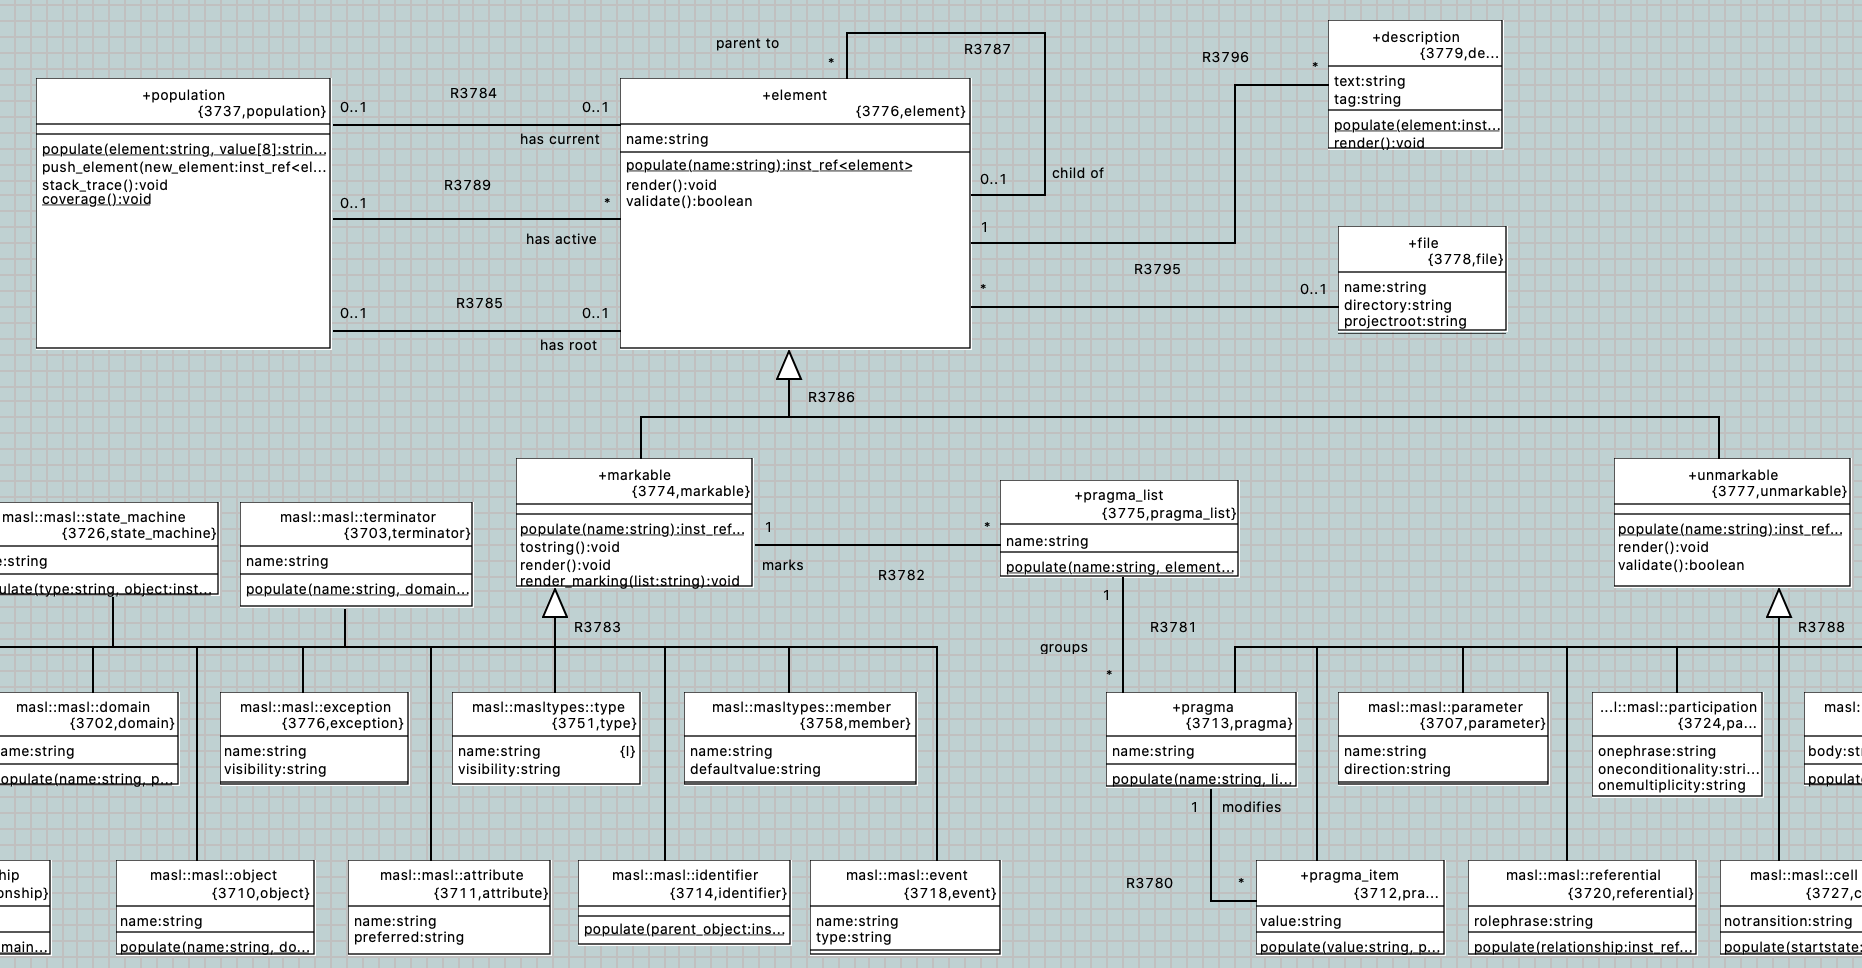 parent to
*
R3787
R3796
*
+description
{3779,de...
text:string
tag:string
populate(element:inst...
render():void
+population
{3737,population}
populate(element:string, value[8]:strin...
push_element(new_element:inst_ref<el...
stack_trace():void
coverage():void
0..1
R3784
0..1
has current
R3789
0..1
*
has active
R3785
0..1
0..1
has root
+element
{3776,element}
name:string
populate(name:string):inst_ref<element>
render():void
validate():boolean
0..1
child of
1
R3795
*
0..1
+file
{3778,file}
name:string
directory:string
projectroot:string
R3786
+markable
{3774,markable}
populate(name:string):inst_ref...
tostring():void
render():void
render_marking(list:string):void
1
*
marks
R3782
+pragma_list
{3775,pragma_list}
name:string
populate(name:string, element...
+unmarkable
{3777,unmarkable}
populate(name:string):inst_ref...
render():void
validate():boolean
masl::masl::state_machine
{3726,state_machine}
:string
ulate(type:string, object:inst...
masl::masl::terminator
{3703,terminator}
name:string
populate(name:string, domain...
R3783
1
R3781
groups
*
R3788
masl::masl::domain
{3702,domain}
ame:string
opulate(name:string, p...
masl::masl::exception
{3776,exception}
name:string
visibility:string
masl::masltypes::type
{3751,type}
name:string {I}
visibility:string
masl::masltypes::member
{3758,member}
name:string
defaultvalue:string
+pragma
{3713,pragma}
name:string
populate(name:string, li...
masl::masl::parameter
{3707,parameter}
name:string
direction:string
...l::masl::participation
{3724,pa...
onephrase:string
oneconditionality:stri...
onemultiplicity:string
masl:
body:st
populate
1
modifies
R3780
*
hip
onship}
main...
masl::masl::object
{3710,object}
name:string
populate(name:string, do...
masl::masl::attribute
{3711,attribute}
name:string
preferred:string
masl::masl::identifier
{3714,identifier}
populate(parent_object:ins...
masl::masl::event
{3718,event}
name:string
type:string
+pragma_item
{3712,pra...
value:string
populate(value:string, p...
masl::masl::referential
{3720,referential}
rolephrase:string
populate(relationship:inst_ref...
masl::masl::cell
{3727,c
notransition:string
populate(startstate: